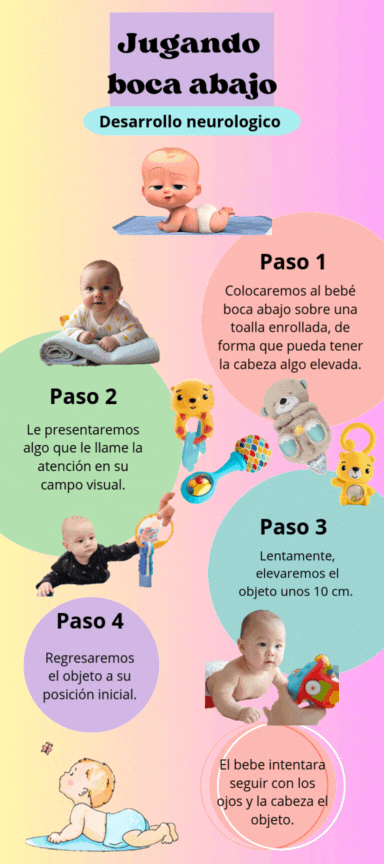 Jugando
boca abajo
Desarrollo neurologico
Paso 1
Colocaremos al bebé
boca abajo sobre una
toalla enrollada, de
forma que pueda tener
la cabeza algo elevada.
Paso 2
Le presentaremos
algo que le llame la
atención en su
campo visual.
Paso 3
Lentamente,
elevaremos el
objeto unos 10 cm.
Paso 4
Regresaremos
el objeto a su
posición inicial.
El bebe intentara
seguir con los
ojos y la cabeza el
objeto.